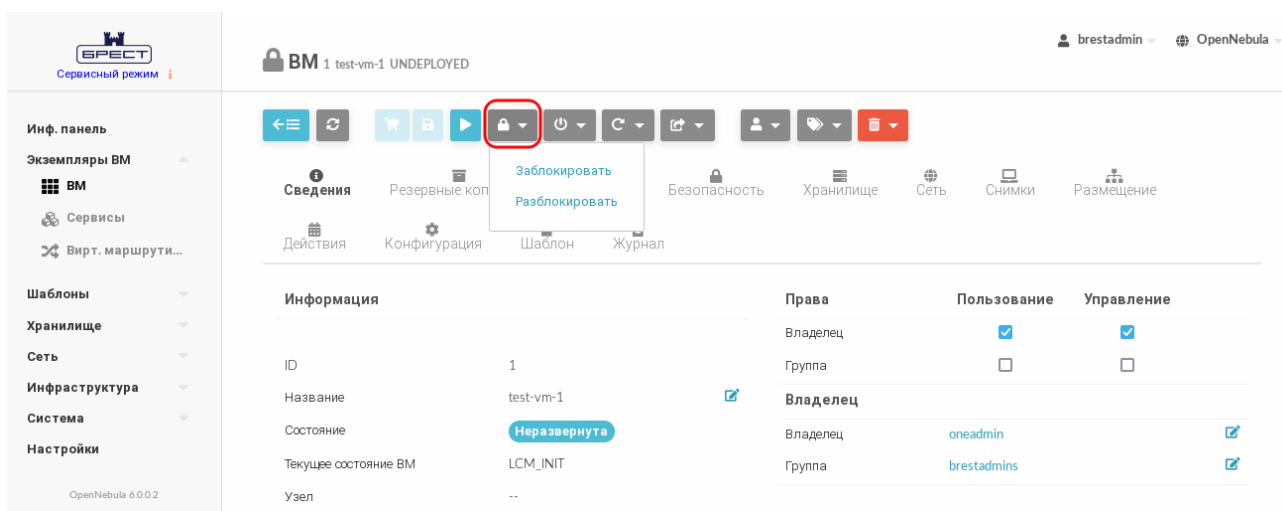 БРЕСТ
Сервисный режим i
ВМ 1 test-vm-1 UNDEPLOYED
brestadmin OpenNebula
Инф. панель
Экземпляры ВМ
ВМ
Сервисы
Вирт. маршрути...
Шаблоны
Хранилище
Сеть
Инфраструктура
Система
Настройки
OpenNebula 6.0.0.2
Заблокировать
Разблокировать
Сведения Резервные коп Безопасность Хранилище Сеть Снимки Размещение
Действия Конфигурация Шаблон Журнал
Информация
ID 1
Название test-vm-1
Состояние Неразвернута
Текущее состояние ВМ LCM_INIT
Узел --
Права Пользование Управление
Владелец
Группа
Владелец
Владелец oneadmin
Группа brestadmins